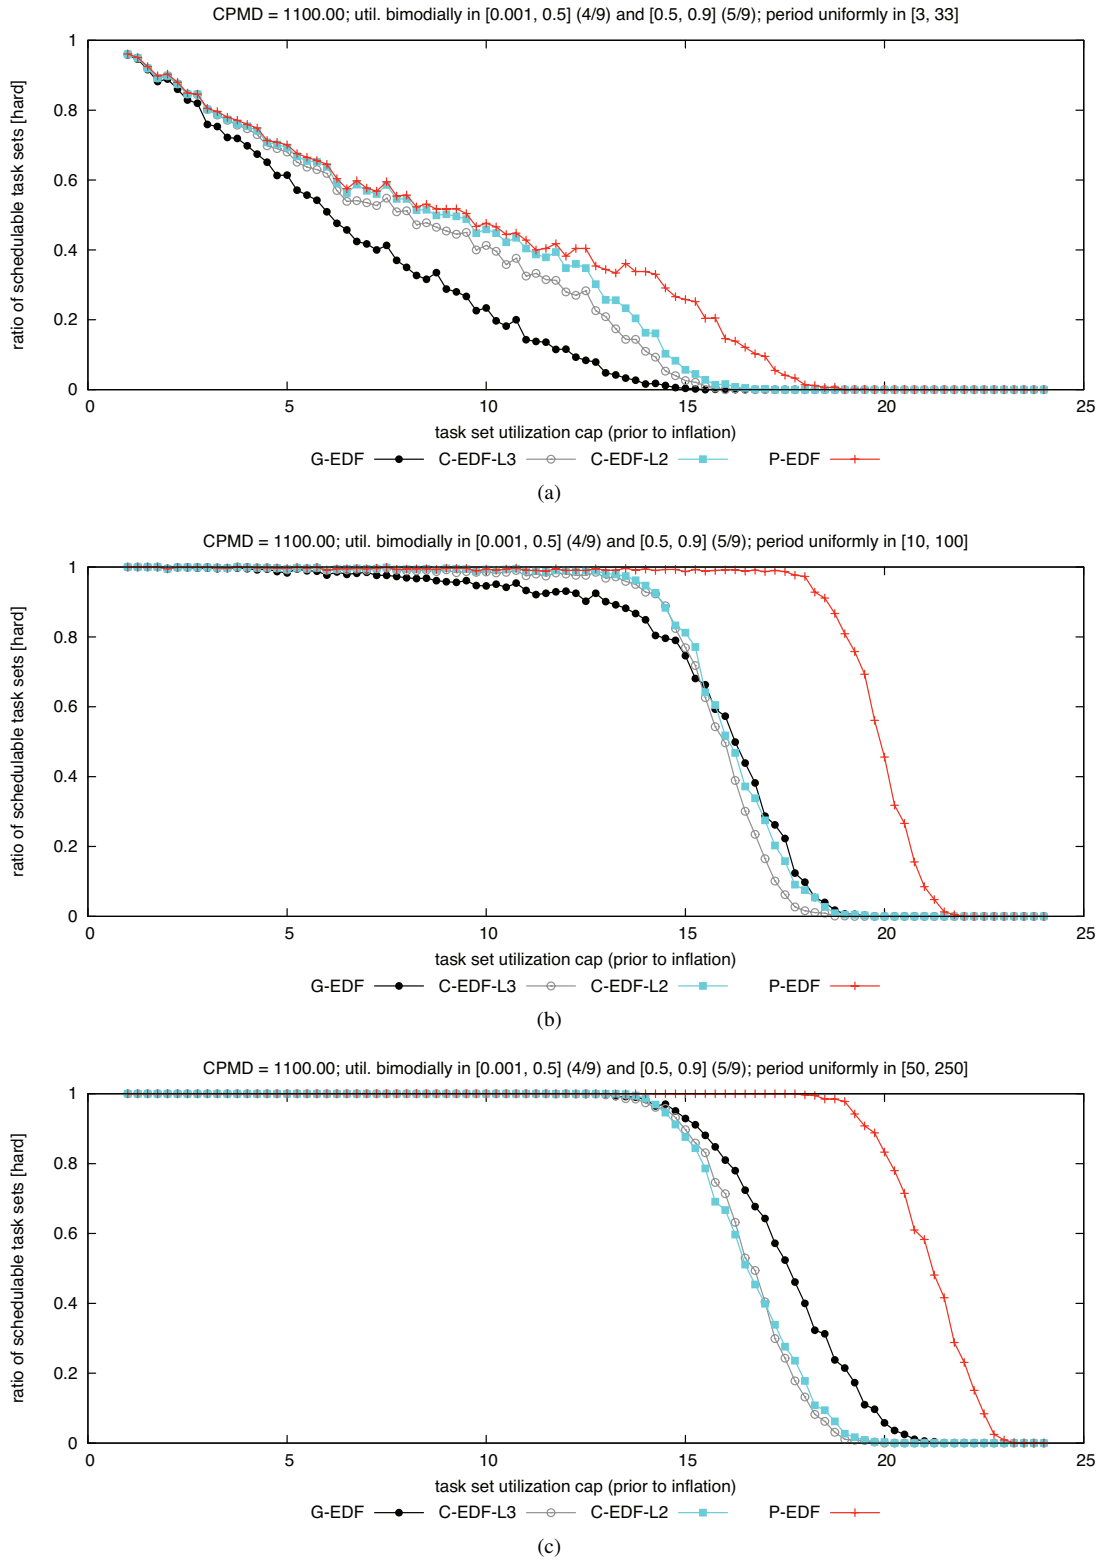 CPMD = 1100.00; util. bimodially in [0.001, 0.5] (4/9) and [0.5, 0.9] (5/9); period uniformly in [3, 33]
ratio of schedulable task sets [hard]
1
0.8
0.6
0.4
0.2
0
0 5 10 15 20 25
task set utilization cap (prior to inflation)
G-EDF C-EDF-L3 C-EDF-L2 P-EDF
(a)
CPMD = 1100.00; util. bimodially in [0.001, 0.5] (4/9) and [0.5, 0.9] (5/9); period uniformly in [10, 100]
ratio of schedulable task sets [hard]
1
0.8
0.6
0.4
0.2
0
0 5 10 15 20 25
task set utilization cap (prior to inflation)
G-EDF C-EDF-L3 C-EDF-L2 P-EDF
(b)
CPMD = 1100.00; util. bimodially in [0.001, 0.5] (4/9) and [0.5, 0.9] (5/9); period uniformly in [50, 250]
ratio of schedulable task sets [hard]
1
0.8
0.6
0.4
0.2
0
0 5 10 15 20 25
task set utilization cap (prior to inflation)
G-EDF C-EDF-L3 C-EDF-L2 P-EDF
(c)